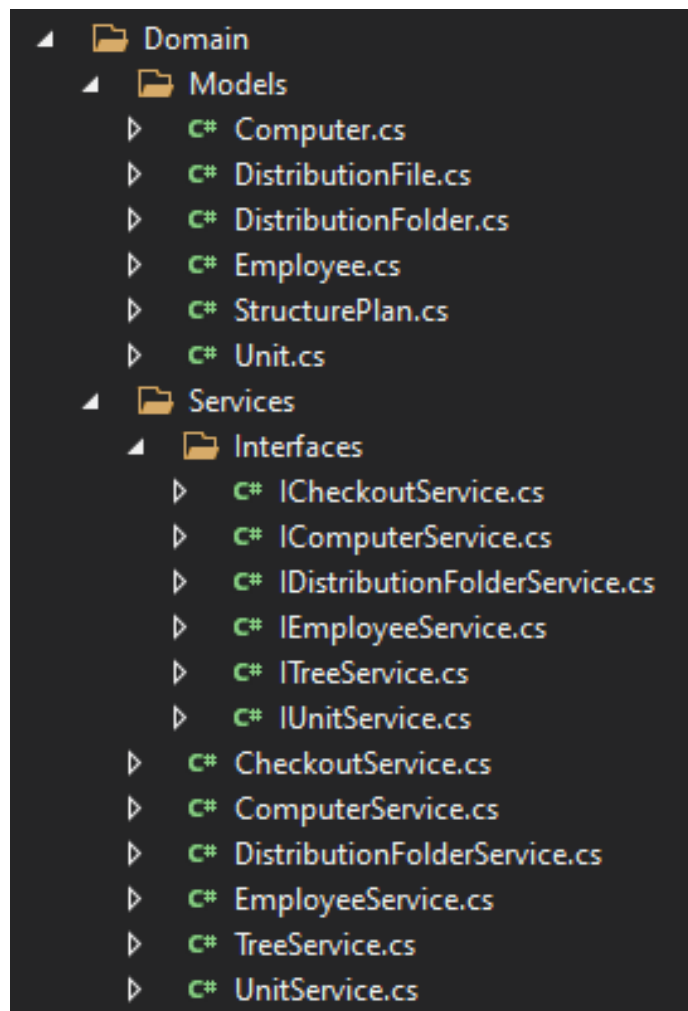 Domain
Models
C# Computer.cs
C# DistributionFile.cs
C# DistributionFolder.cs
C# Employee.cs
C# StructurePlan.cs
C# Unit.cs
Services
Interfaces
C# ICheckoutService.cs
C# IComputerService.cs
C# IDistributionFolderService.cs
C# IEmployeeService.cs
C# ITreeService.cs
C# IUnitService.cs
C# CheckoutService.cs
C# ComputerService.cs
C# DistributionFolderService.cs
C# EmployeeService.cs
C# TreeService.cs
C# UnitService.cs